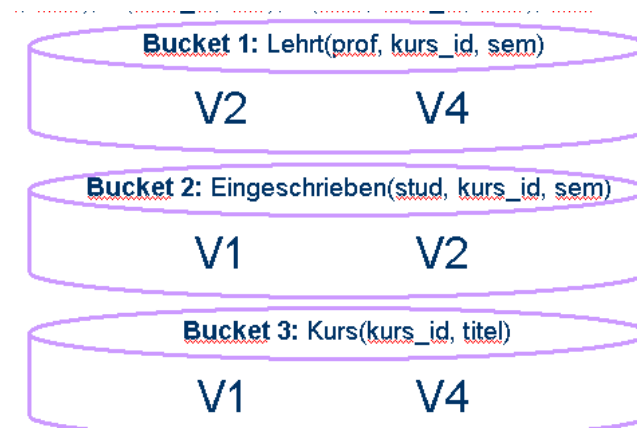 Bucket 1: Lehrt(prof, kurs_id, sem)
V2 V4
Bucket 2: Eingeschrieben(stud, kurs_id, sem)
V1 V2
Bucket 3: Kurs(kurs_id, titel)
V1 V4